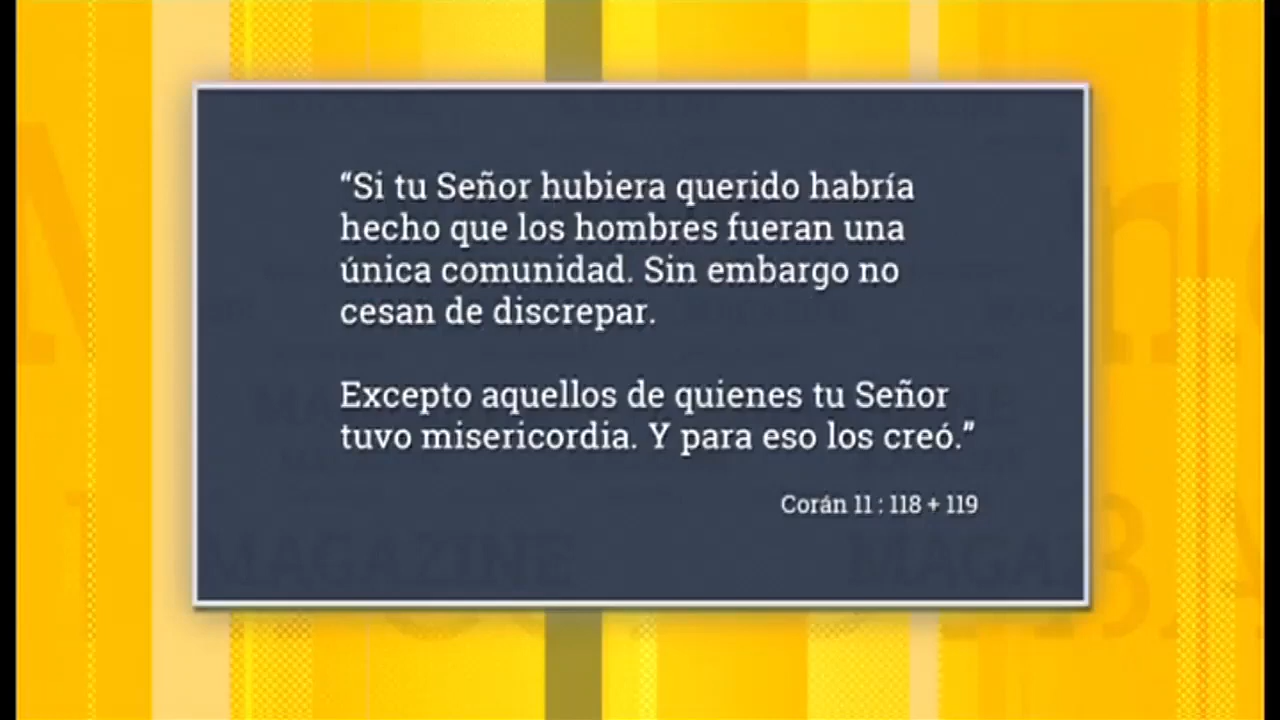 “Si tu Señor hubiera querido habría
hecho que los hombres fueran una
única comunidad. Sin embargo no
cesan de discrepar.
Excepto aquellos de quienes tu Señor
tuvo misericordia. Y para eso los creó.”
Corán 11 : 118 + 119
MAGAZINE